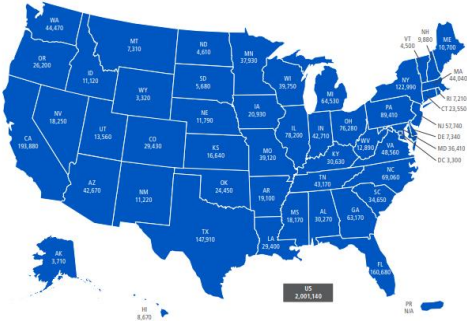 WA
44,470
OR
26,200
CA
193,880
NV
18,250
ID
11,120
MT
7,310
WY
3,320
UT
13,560
AZ
42,670
CO
29,430
NM
11,220
ND
4,610
SD
5,680
NE
11,790
KS
16,640
OK
24,450
TX
147,910
MN
37,930
IA
20,930
MO
39,120
AR
19,100
LA
29,400
WI
39,750
IL
78,200
MI
64,530
IN
42,710
OH
76,280
KY
30,630
TN
43,170
MS
18,170
AL
30,270
GA
63,170
FL
160,680
SC
34,650
NC
69,060
VA
48,560
WV
12,890
PA
89,410
NY
122,990
VT
4,500
NH
9,880
ME
10,700
MA
44,040
RI 7,210
CT 23,550
NJ 57,740
DE 7,340
MD 36,410
DC 3,300
AK
3,710
HI
8,670
US
2,001,140
PR
N/A